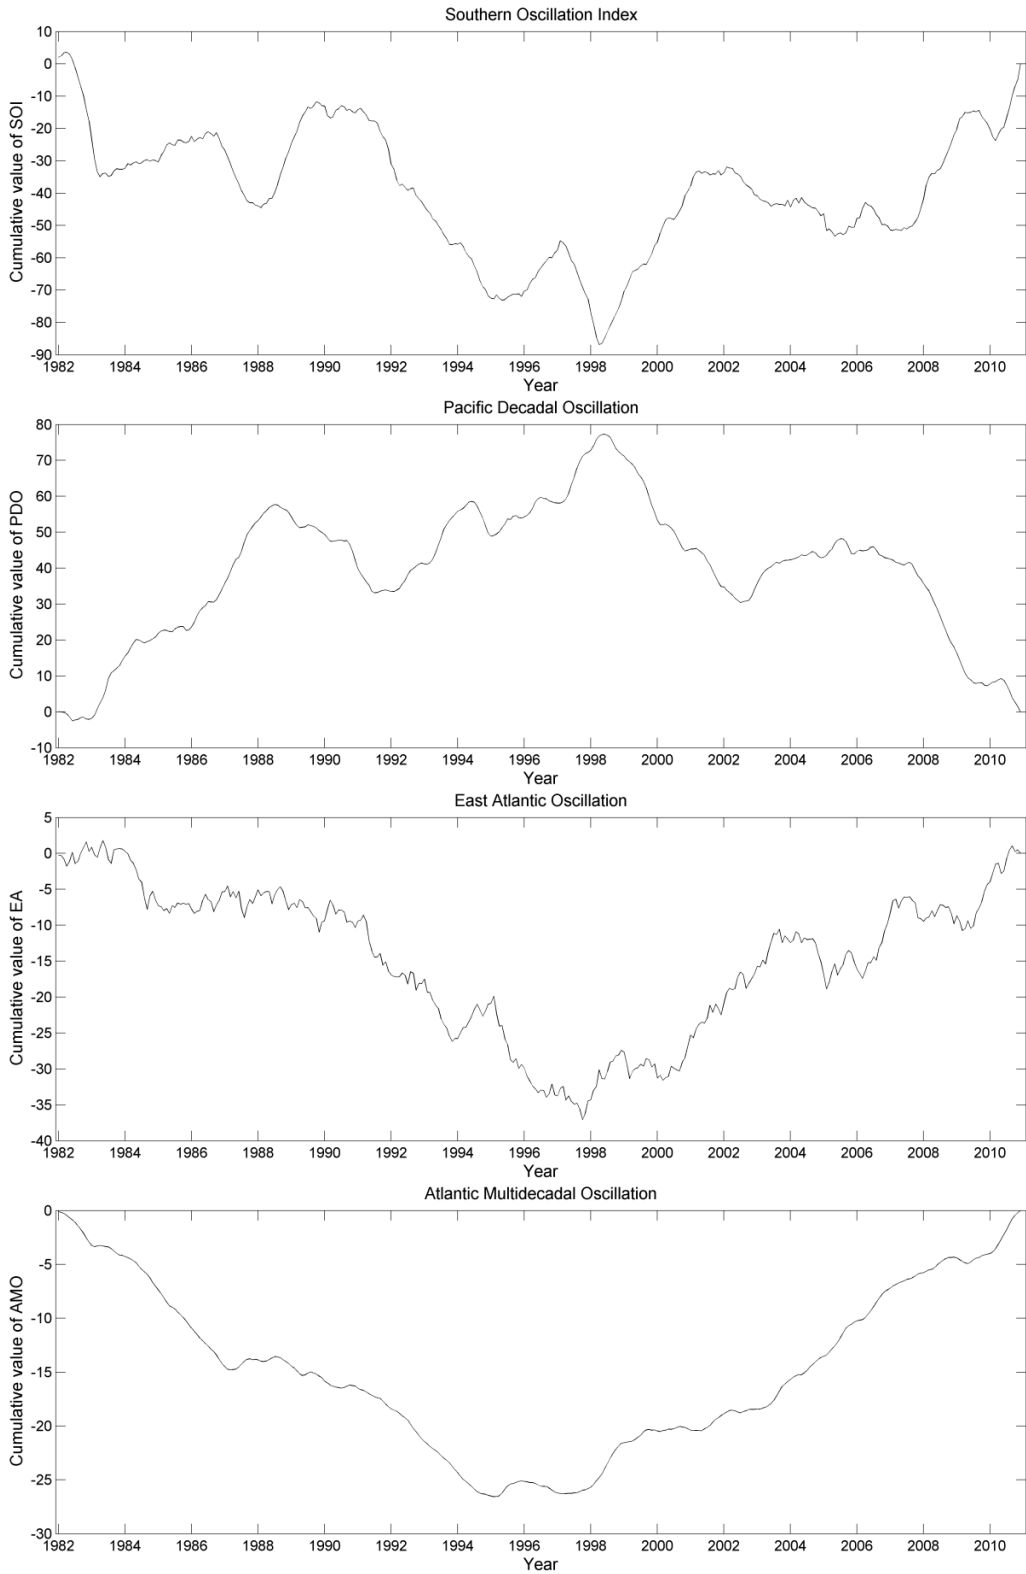 Southern Oscillation Index
Cumulative value of SOI
10
0
-10
-20
-30
-40
-50
-60
-70
-80
-90
1982 1984 1986 1988 1990 1992 1994 1996 1998 2000 2002 2004 2006 2008 2010
Year
Pacific Decadal Oscillation
Cumulative value of PDO
80
70
60
50
40
30
20
10
0
-10
1982 1984 1986 1988 1990 1992 1994 1996 1998 2000 2002 2004 2006 2008 2010
Year
East Atlantic Oscillation
Cumulative value of EA
5
0
-5
-10
-15
-20
-25
-30
-35
-40
1982 1984 1986 1988 1990 1992 1994 1996 1998 2000 2002 2004 2006 2008 2010
Year
Atlantic Multidecadal Oscillation
Cumulative value of AMO
0
-5
-10
-15
-20
-25
-30
1982 1984 1986 1988 1990 1992 1994 1996 1998 2000 2002 2004 2006 2008 2010
Year